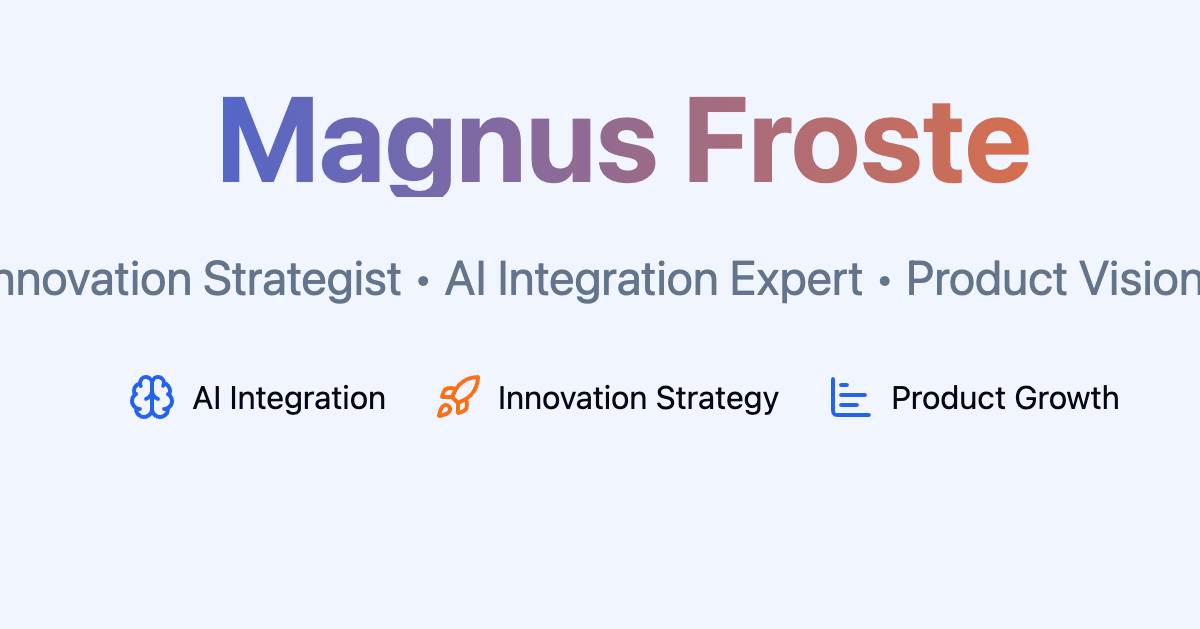 Magnus Froste
nnovation Strategist • AI Integration Expert • Product Vision
AI Integration Innovation Strategy Product Growth